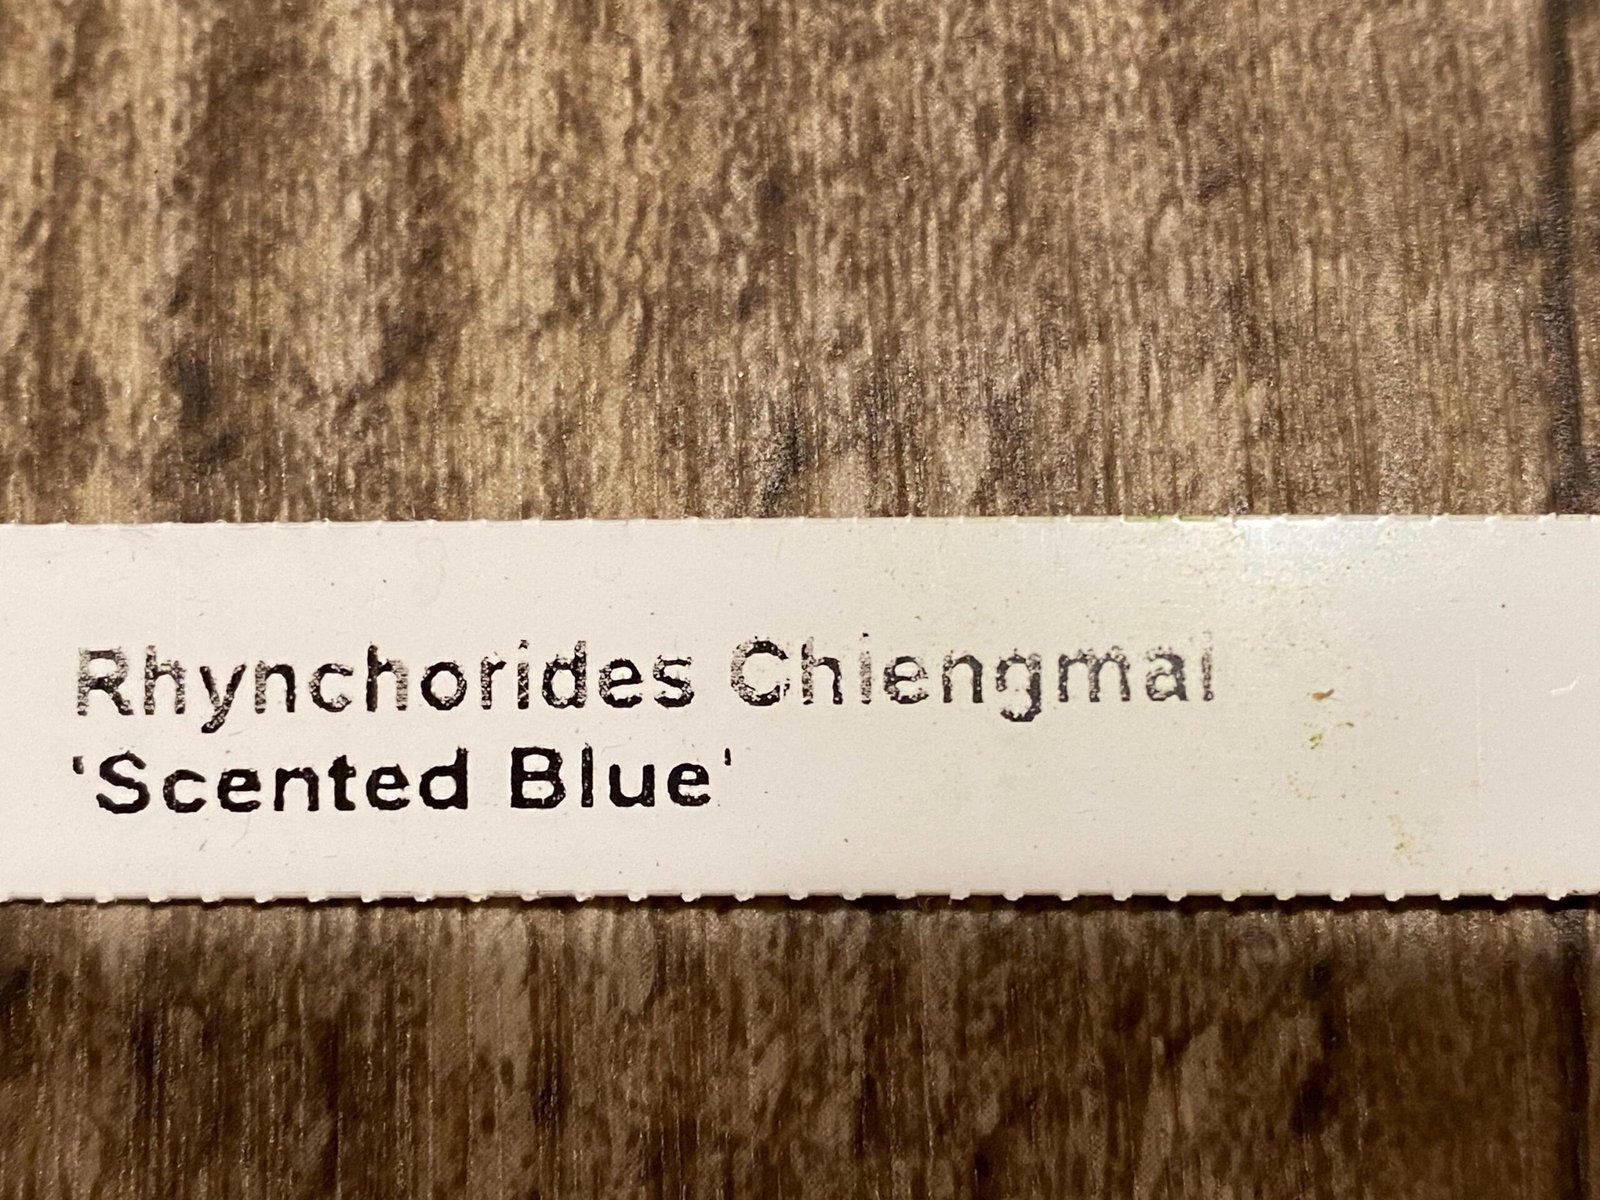 Rhynchorides Chiengmai
'Scented Blue'